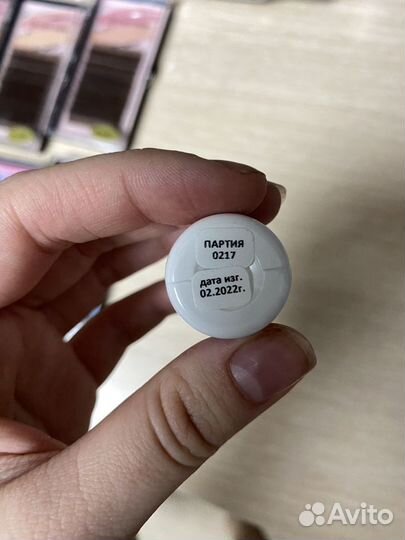 ПАРТИЯ
0217
дата изг.
02.2022г.
Avito